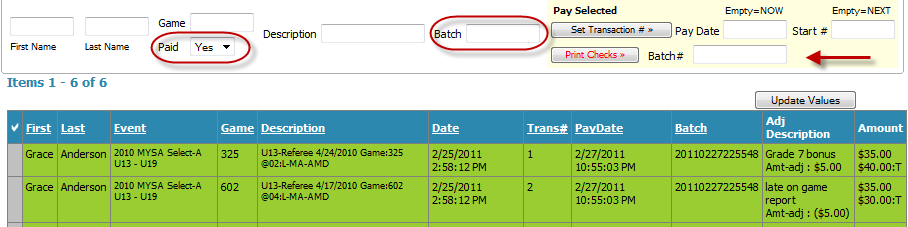 Pay Selected Empty=NOW Empty=NEXT
Game
Description Batch Set Transaction # » Pay Date Start #
First Name Last Name Paid Yes
Print Checks » Batch#
Items 1 - 6 of 6
Update Values
First Last Event Game Description Date Trans# PayDate Batch Adj Description Amount
Grace Anderson 2010 MYSA Select-A U13 - U19 325 U13-Referee 4/24/2010 Game:325 @02:L-MA-AMD 2/25/2011 2:58:12 PM 1 2/27/2011 10:55:03 PM 20110227225548 Grade 7 bonus Amt-adj : $5.00 $35.00 $40.00:T
Grace Anderson 2010 MYSA Select-A U13 - U19 602 U13-Referee 4/17/2010 Game:602 @04:L-MA-AMD 2/25/2011 2:58:12 PM 2 2/27/2011 10:55:03 PM 20110227225548 late on game report Amt-adj : ($5.00) $35.00 $30.00:T